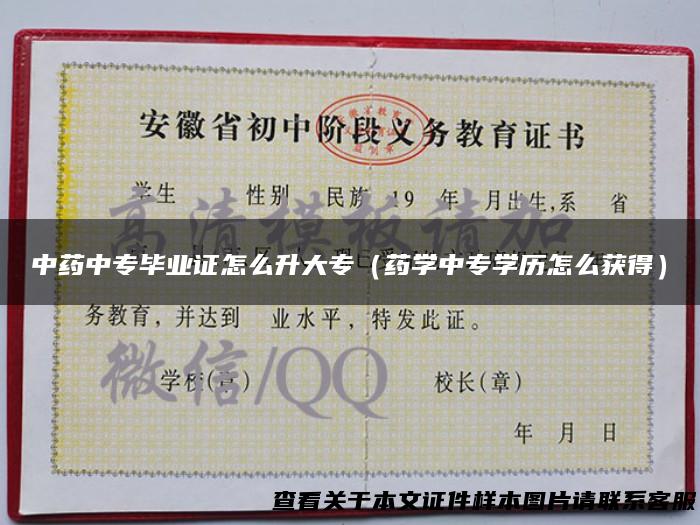 安徽省初中阶段义务教育证书
学生 性别 民族 19 年 月出生,系 省
高清模板请加
中药中专毕业证怎么升大专（药学中专学历怎么获得）
务教育，并达到 业水平，特发此证。
微信/QQ
学校(章) 校长(章)
年 月 日
查看关于本文证件样本图片请联系客服